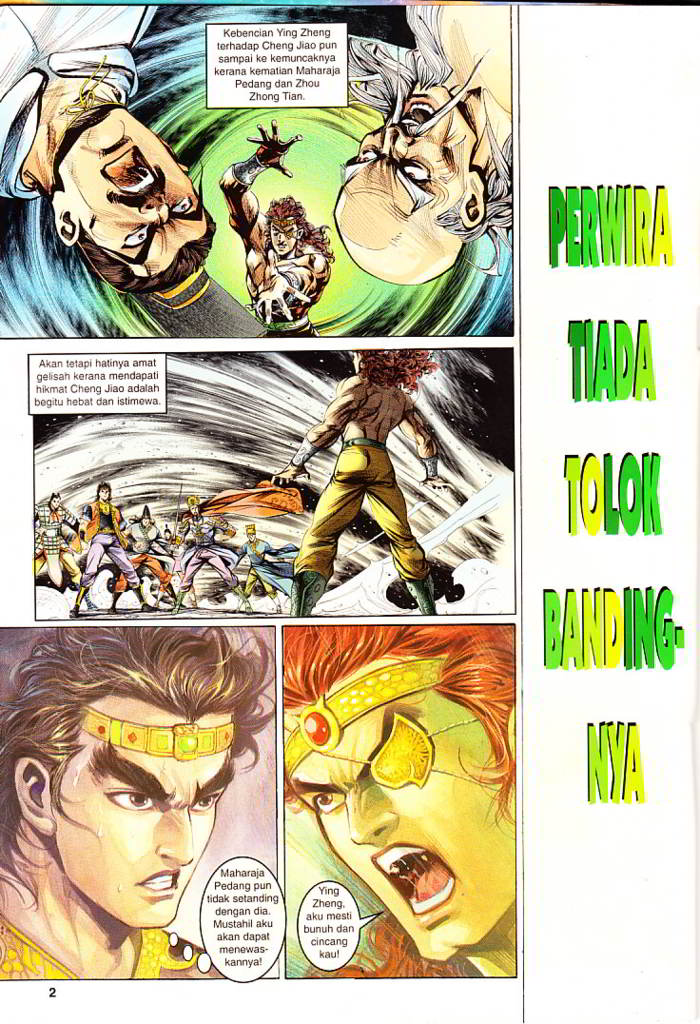 Kebencian Ying Zheng
terhadap Cheng Jiao pun
sampai ke kemuncaknya
kerana kematian Maharaja
Pedang dan Zhou
Zhong Tian.
Akan tetapi hatinya amat
gelisah kerana mendapati
hikmat Cheng Jiao adalah
begitu hebat dan istimewa.
Maharaja
Pedang pun
tidak setanding
dengan dia.
Mustahil aku
akan dapat
menewas-
kannya!
Ying
Zheng,
aku mesti
bunuh dan
cincang
kau!
2
PERWIRA
TIADA
TOLOK
BANDING-
NYA